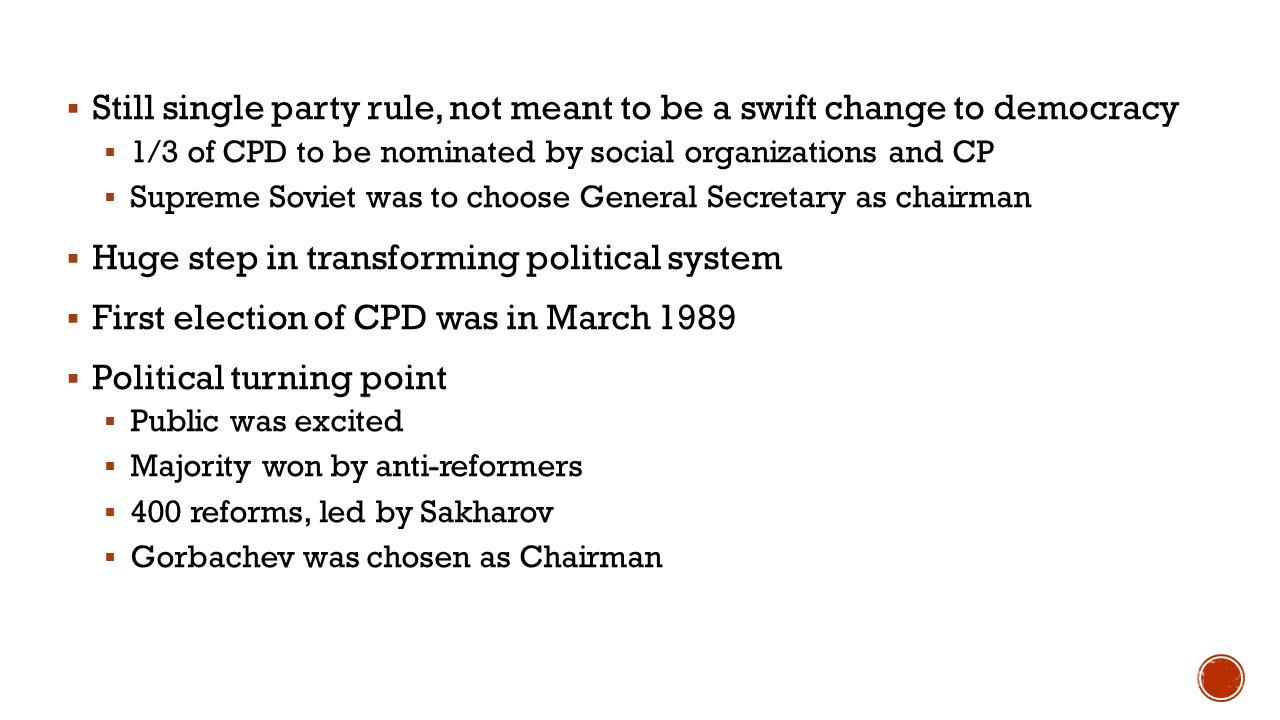 Still single party rule, not meant to be a swift change to democracy
1/3 of CPD to be nominated by social organizations and CP
Supreme Soviet was to choose General Secretary as chairman
Huge step in transforming political system
First election of CPD was in March 1989
Political turning point
Public was excited
Majority won by anti-reformers
400 reforms, led by Sakharov
Gorbachev was chosen as Chairman